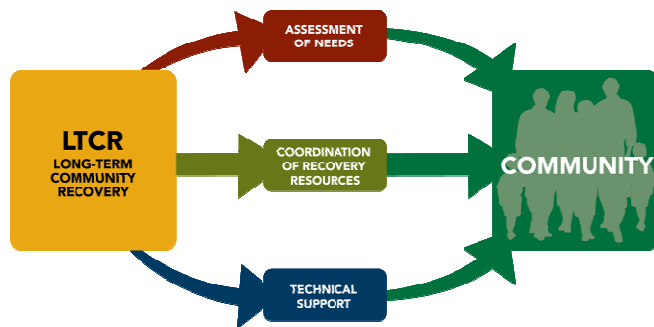 ASSESSMENT
OF NEEDS
LTCR
LONG-TERM
COMMUNITY
RECOVERY
COORDINATION
OF RECOVERY
RESOURCES
COMMUNITY
TECHNICAL
SUPPORT